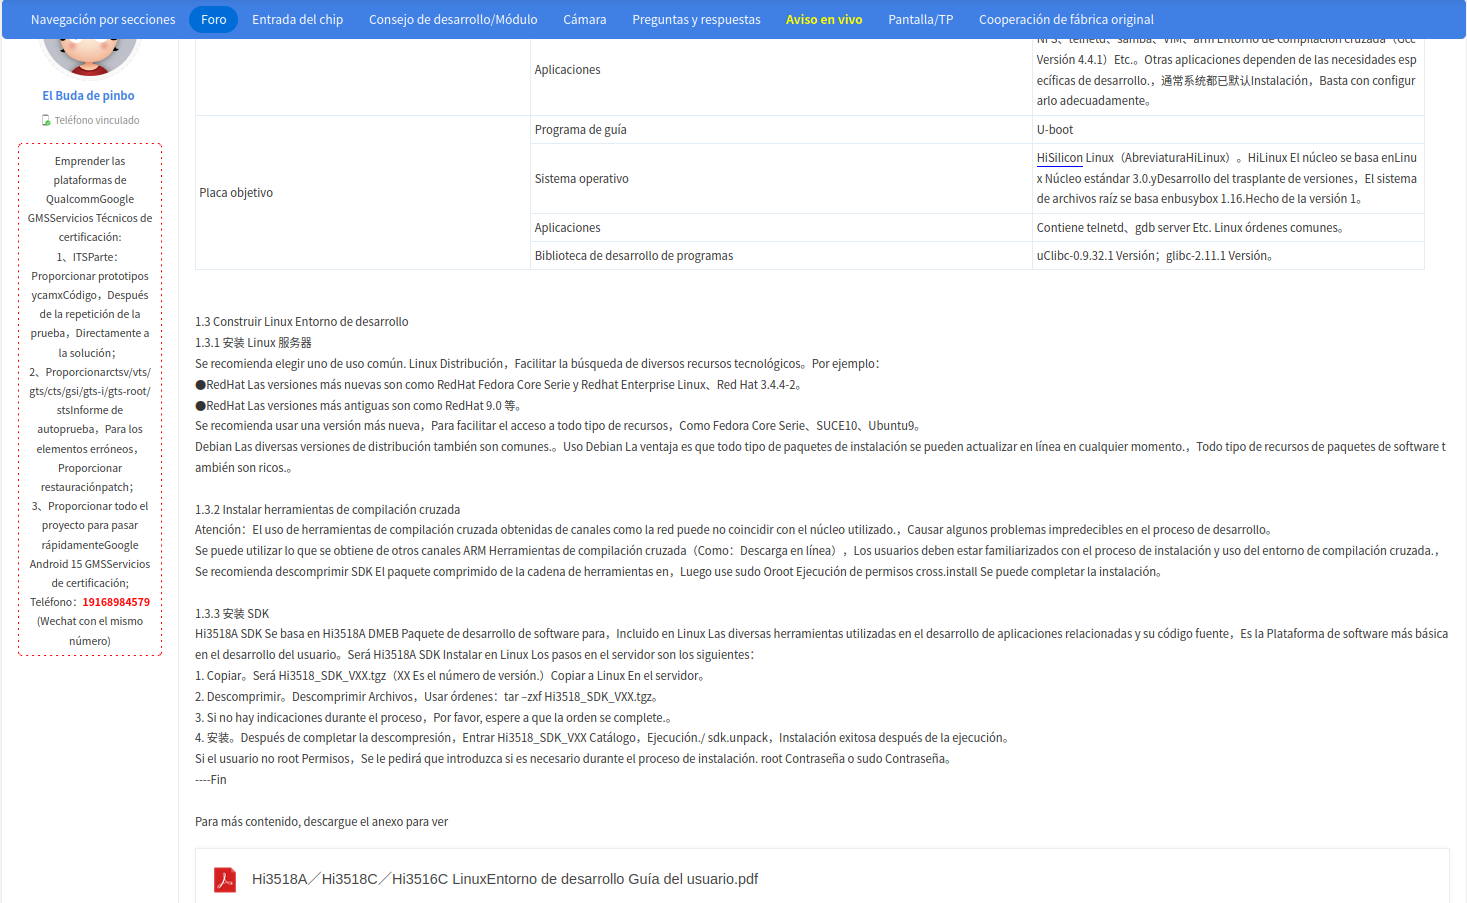 Navegación por secciones Foro Entrada del chip Consejo de desarrollo/Módulo Cámara Preguntas y respuestas Aviso en vivo Pantalla/TP Cooperación de fábrica original
El Buda de pinbo
Teléfono vinculado
Emprender las
plataformas de
QualcommGoogle
GMSServicios Técnicos de
certificación:
1、ITSParte：
Proporcionar prototipos
ycamxCódigo，Después
de la repetición de la
prueba，Directamente a
la solución；
2、Proporcionarctsv/vts/
gts/cts/gsi/gts-i/gts-root/
stsInforme de
autoprueba，Para los
elementos erróneos，
Proporcionar
restauraciónpatch；
3、Proporcionar todo el
proyecto para pasar
rápidamenteGoogle
Android 15 GMSServicios
de certificación;
Teléfono：19168984579
(Wechat con el mismo
número)
Aplicaciones
NFS、telnetd、samba、VIM、arm Entorno de compilación cruzada（Gcc
Versión 4.4.1）Etc.。Otras aplicaciones dependen de las necesidades esp
ecíficas de desarrollo.，通常系统都已默认Instalación，Basta con configur
arlo adecuadamente。
Placa objetivo
Programa de guía
U-boot
Sistema operativo
HiSilicon Linux（AbreviaturaHiLinux）。HiLinux El núcleo se basa enLinu
x Núcleo estándar 3.0.yDesarrollo del trasplante de versiones，El sistema
de archivos raíz se basa enbusybox 1.16.Hecho de la versión 1。
Aplicaciones
Contiene telnetd、gdb server Etc. Linux órdenes comunes。
Biblioteca de desarrollo de programas
uClibc-0.9.32.1 Versión；glibc-2.11.1 Versión。
1.3 Construir Linux Entorno de desarrollo
1.3.1 安装 Linux 服务器
Se recomienda elegir uno de uso común. Linux Distribución，Facilitar la búsqueda de diversos recursos tecnológicos。Por ejemplo：
●RedHat Las versiones más nuevas son como RedHat Fedora Core Serie y Redhat Enterprise Linux、Red Hat 3.4.4-2。
●RedHat Las versiones más antiguas son como RedHat 9.0 等。
Se recomienda usar una versión más nueva，Para facilitar el acceso a todo tipo de recursos，Como Fedora Core Serie、SUCE10、Ubuntu9。
Debian Las diversas versiones de distribución también son comunes.。Uso Debian La ventaja es que todo tipo de paquetes de instalación se pueden actualizar en línea en cualquier momento.，Todo tipo de recursos de paquetes de software t
ambién son ricos.。
1.3.2 Instalar herramientas de compilación cruzada
Atención：El uso de herramientas de compilación cruzada obtenidas de canales como la red puede no coincidir con el núcleo utilizado.，Causar algunos problemas impredecibles en el proceso de desarrollo。
Se puede utilizar lo que se obtiene de otros canales ARM Herramientas de compilación cruzada（Como：Descarga en línea），Los usuarios deben estar familiarizados con el proceso de instalación y uso del entorno de compilación cruzada.，
Se recomienda descomprimir SDK El paquete comprimido de la cadena de herramientas en，Luego use sudo Oroot Ejecución de permisos cross.install Se puede completar la instalación。
1.3.3 安装 SDK
Hi3518A SDK Se basa en Hi3518A DMEB Paquete de desarrollo de software para，Incluido en Linux Las diversas herramientas utilizadas en el desarrollo de aplicaciones relacionadas y su código fuente，Es la Plataforma de software más básica
en el desarrollo del usuario。Será Hi3518A SDK Instalar en Linux Los pasos en el servidor son los siguientes：
1. Copiar。Será Hi3518_SDK_VXX.tgz（XX Es el número de versión.）Copiar a Linux En el servidor。
2. Descomprimir。Descomprimir Archivos，Usar órdenes：tar –zxf Hi3518_SDK_VXX.tgz。
3. Si no hay indicaciones durante el proceso，Por favor, espere a que la orden se complete.。
4. 安装。Después de completar la descompresión，Entrar Hi3518_SDK_VXX Catálogo，Ejecución./ sdk.unpack，Instalación exitosa después de la ejecución。
Si el usuario no root Permisos，Se le pedirá que introduzca si es necesario durante el proceso de instalación. root Contraseña o sudo Contraseña。
----Fin
Para más contenido, descargue el anexo para ver
Hi3518A／Hi3518C／Hi3516C LinuxEntorno de desarrollo Guía del usuario.pdf